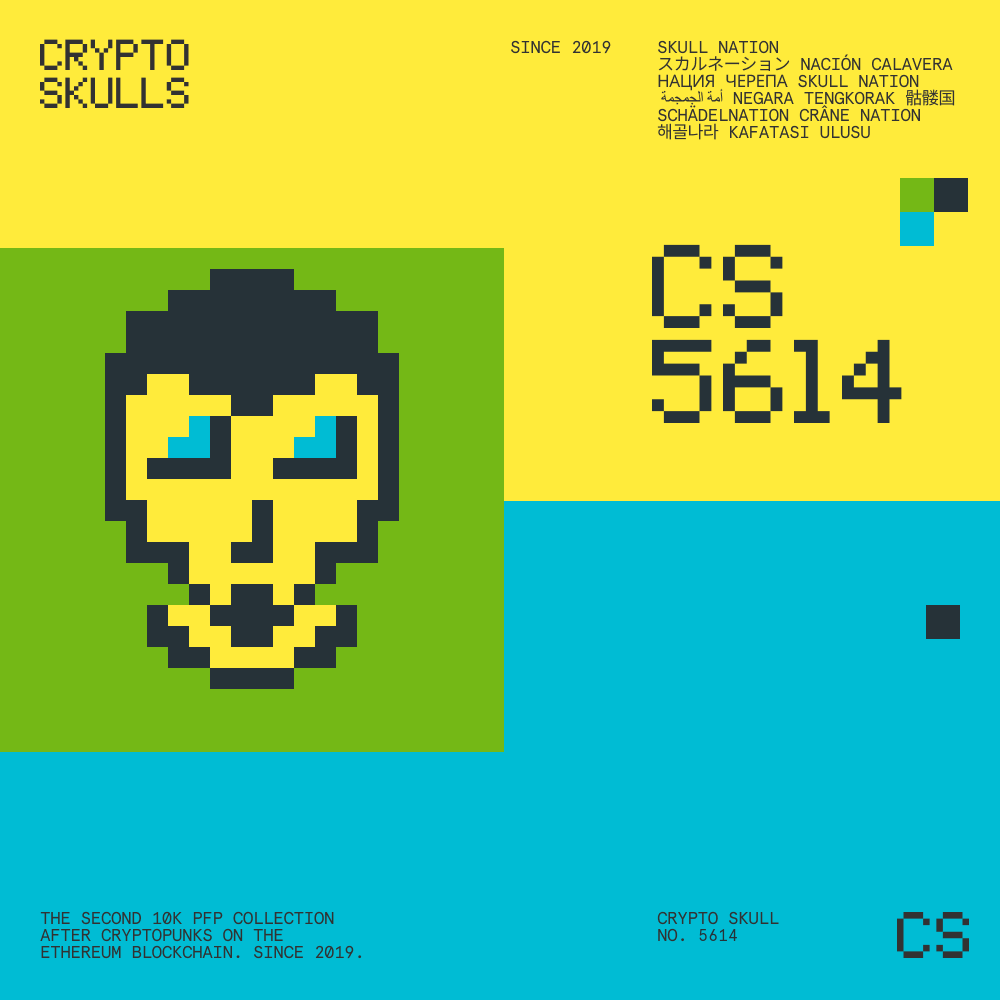 CRYPTO
SKULLS
SINCE 2019
SKULL NATION
スカルネーション NACIÓN CALAVERA
НАЦИЯ ЧЕРЕПА SKULL NATION
أمة الجمجمة NEGARA TENGKORAK 骷髅国
SCHÄDELNATION CRÂNE NATION
해골나라 KAFATASI ULUSU
CS
5614
THE SECOND 10K PFP COLLECTION
AFTER CRYPTOPUNKS ON THE
ETHEREUM BLOCKCHAIN. SINCE 2019.
CRYPTO SKULL
NO. 5614
CS